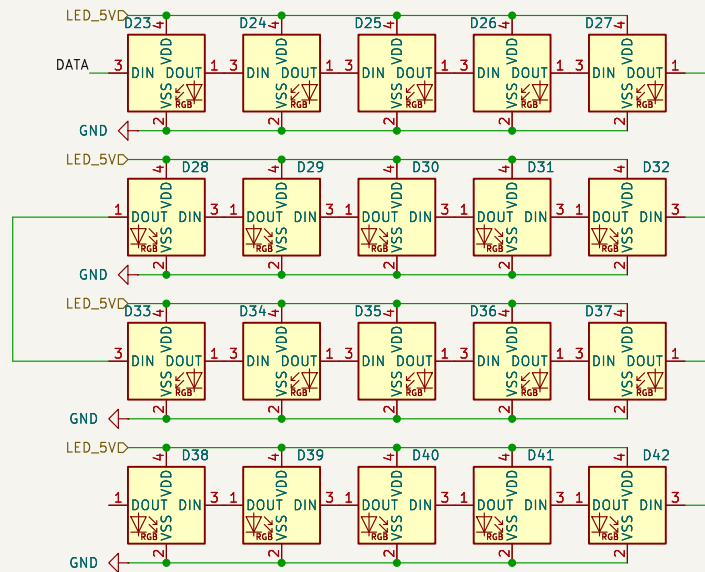 LED_5V D23 D24 D25 D26 D27
4 4 4 4 4
VDD VDD VDD VDD VDD
DATA 3 DIN DOUT 1 3 DIN DOUT 1 3 DIN DOUT 1 3 DIN DOUT 1 3 DIN DOUT 1
VSS VSS VSS VSS VSS
RGB RGB RGB RGB RGB
2 2 2 2 2
GND
LED_5V D28 D29 D30 D31 D32
4 4 4 4 4
VDD VDD VDD VDD VDD
1 DOUT DIN 3 1 DOUT DIN 3 1 DOUT DIN 3 1 DOUT DIN 3 1 DOUT DIN 3
VSS VSS VSS VSS VSS
RGB RGB RGB RGB RGB
2 2 2 2 2
GND
LED_5V D33 D34 D35 D36 D37
4 4 4 4 4
VDD VDD VDD VDD VDD
3 DIN DOUT 1 3 DIN DOUT 1 3 DIN DOUT 1 3 DIN DOUT 1 3 DIN DOUT 1
VSS VSS VSS VSS VSS
RGB RGB RGB RGB RGB
2 2 2 2 2
GND
LED_5V D38 D39 D40 D41 D42
4 4 4 4 4
VDD VDD VDD VDD VDD
1 DOUT DIN 3 1 DOUT DIN 3 1 DOUT DIN 3 1 DOUT DIN 3 1 DOUT DIN 3
VSS VSS VSS VSS VSS
RGB RGB RGB RGB RGB
2 2 2 2 2
GND